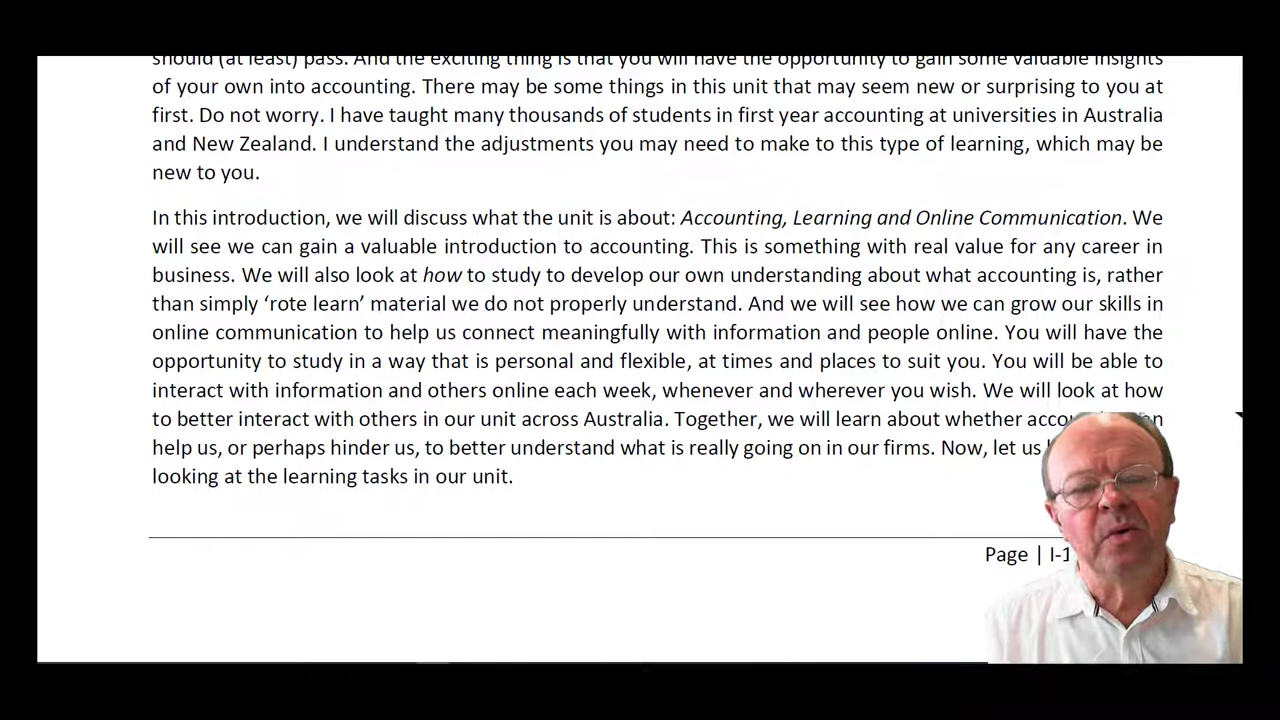 should (at least) pass. And the exciting thing is that you will have the opportunity to gain some valuable insights
of your own into accounting. There may be some things in this unit that may seem new or surprising to you at
first. Do not worry. I have taught many thousands of students in first year accounting at universities in Australia
and New Zealand. I understand the adjustments you may need to make to this type of learning, which may be
new to you.
In this introduction, we will discuss what the unit is about: Accounting, Learning and Online Communication. We
will see we can gain a valuable introduction to accounting. This is something with real value for any career in
business. We will also look at how to study to develop our own understanding about what accounting is, rather
than simply ‘rote learn’ material we do not properly understand. And we will see how we can grow our skills in
online communication to help us connect meaningfully with information and people online. You will have the
opportunity to study in a way that is personal and flexible, at times and places to suit you. You will be able to
interact with information and others online each week, whenever and wherever you wish. We will look at how
to better interact with others in our unit across Australia. Together, we will learn about whether
help us, or perhaps hinder us, to better understand what is really going on in our firms. Now, let us
looking at the learning tasks in our unit.
Page | I-1